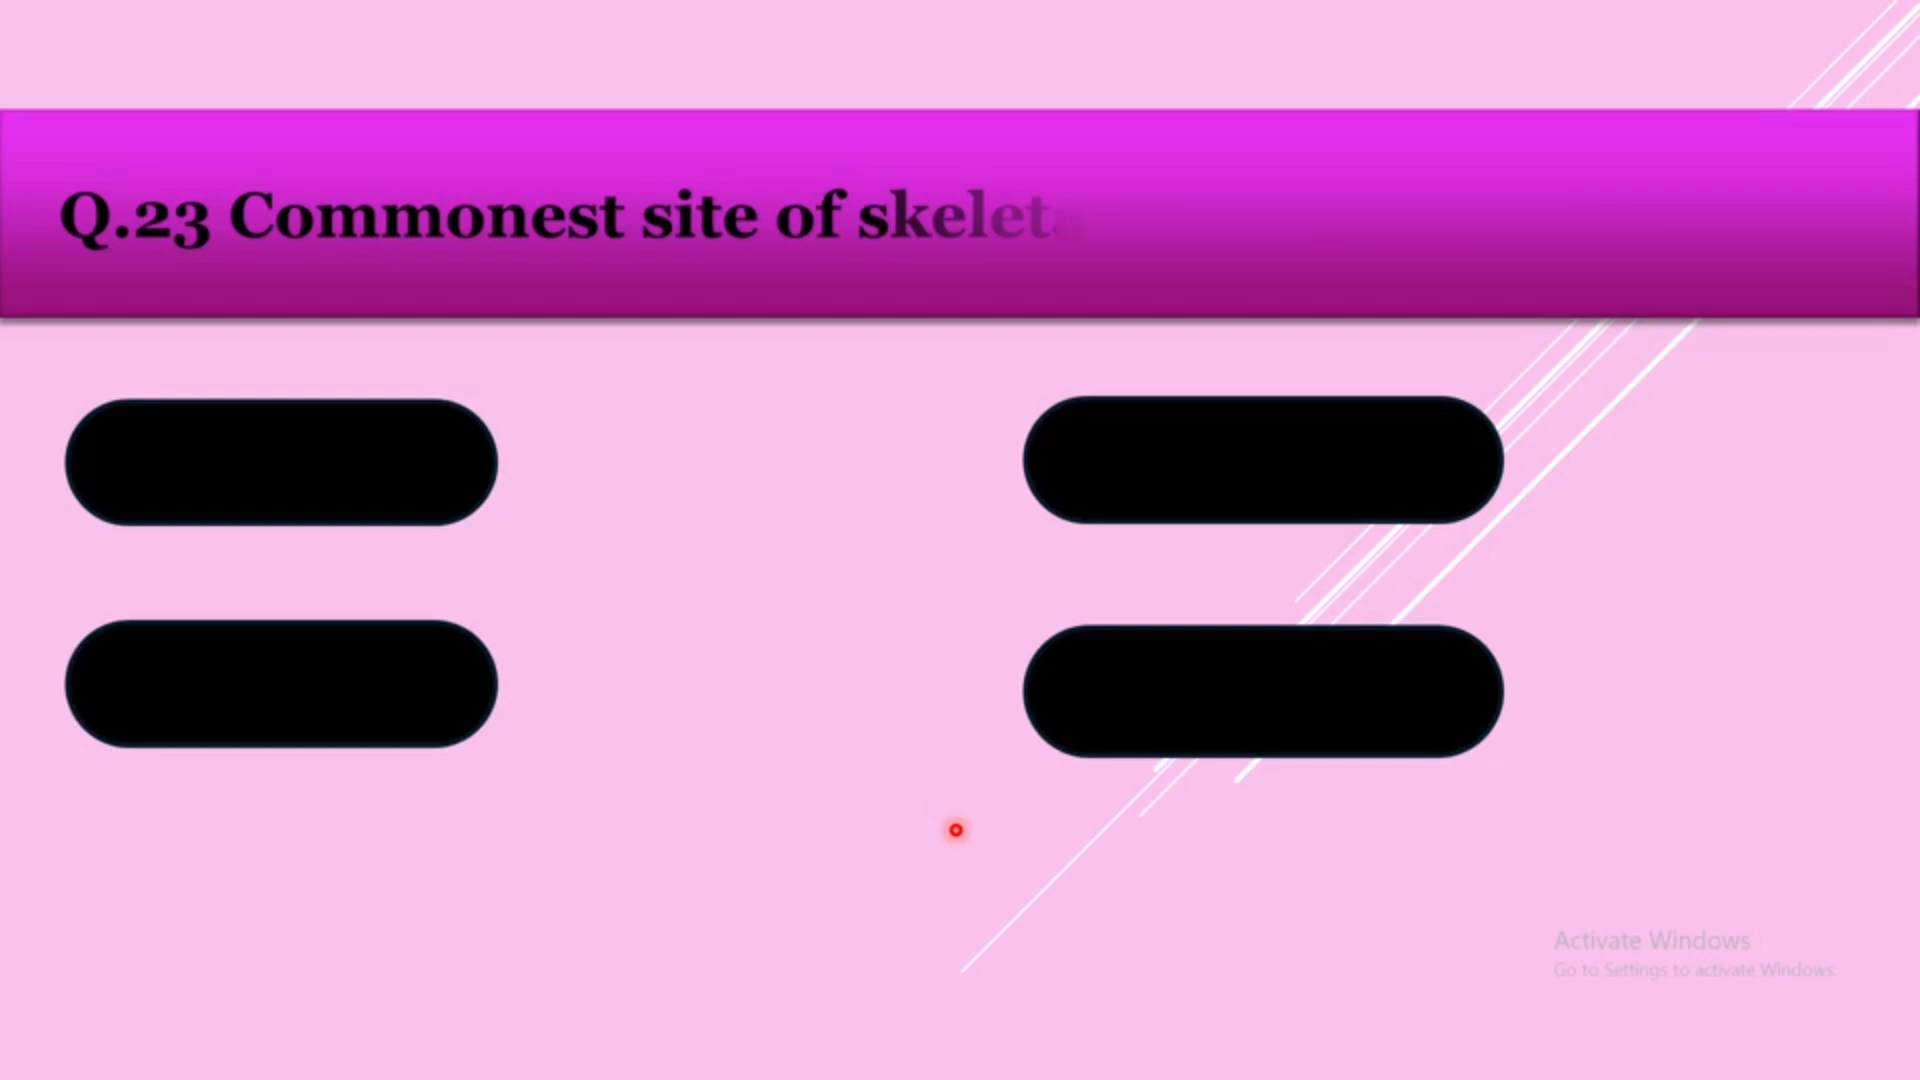 Q.23 Commonest site of skelet
Activate Windows
Go to Settings to activate Windows.